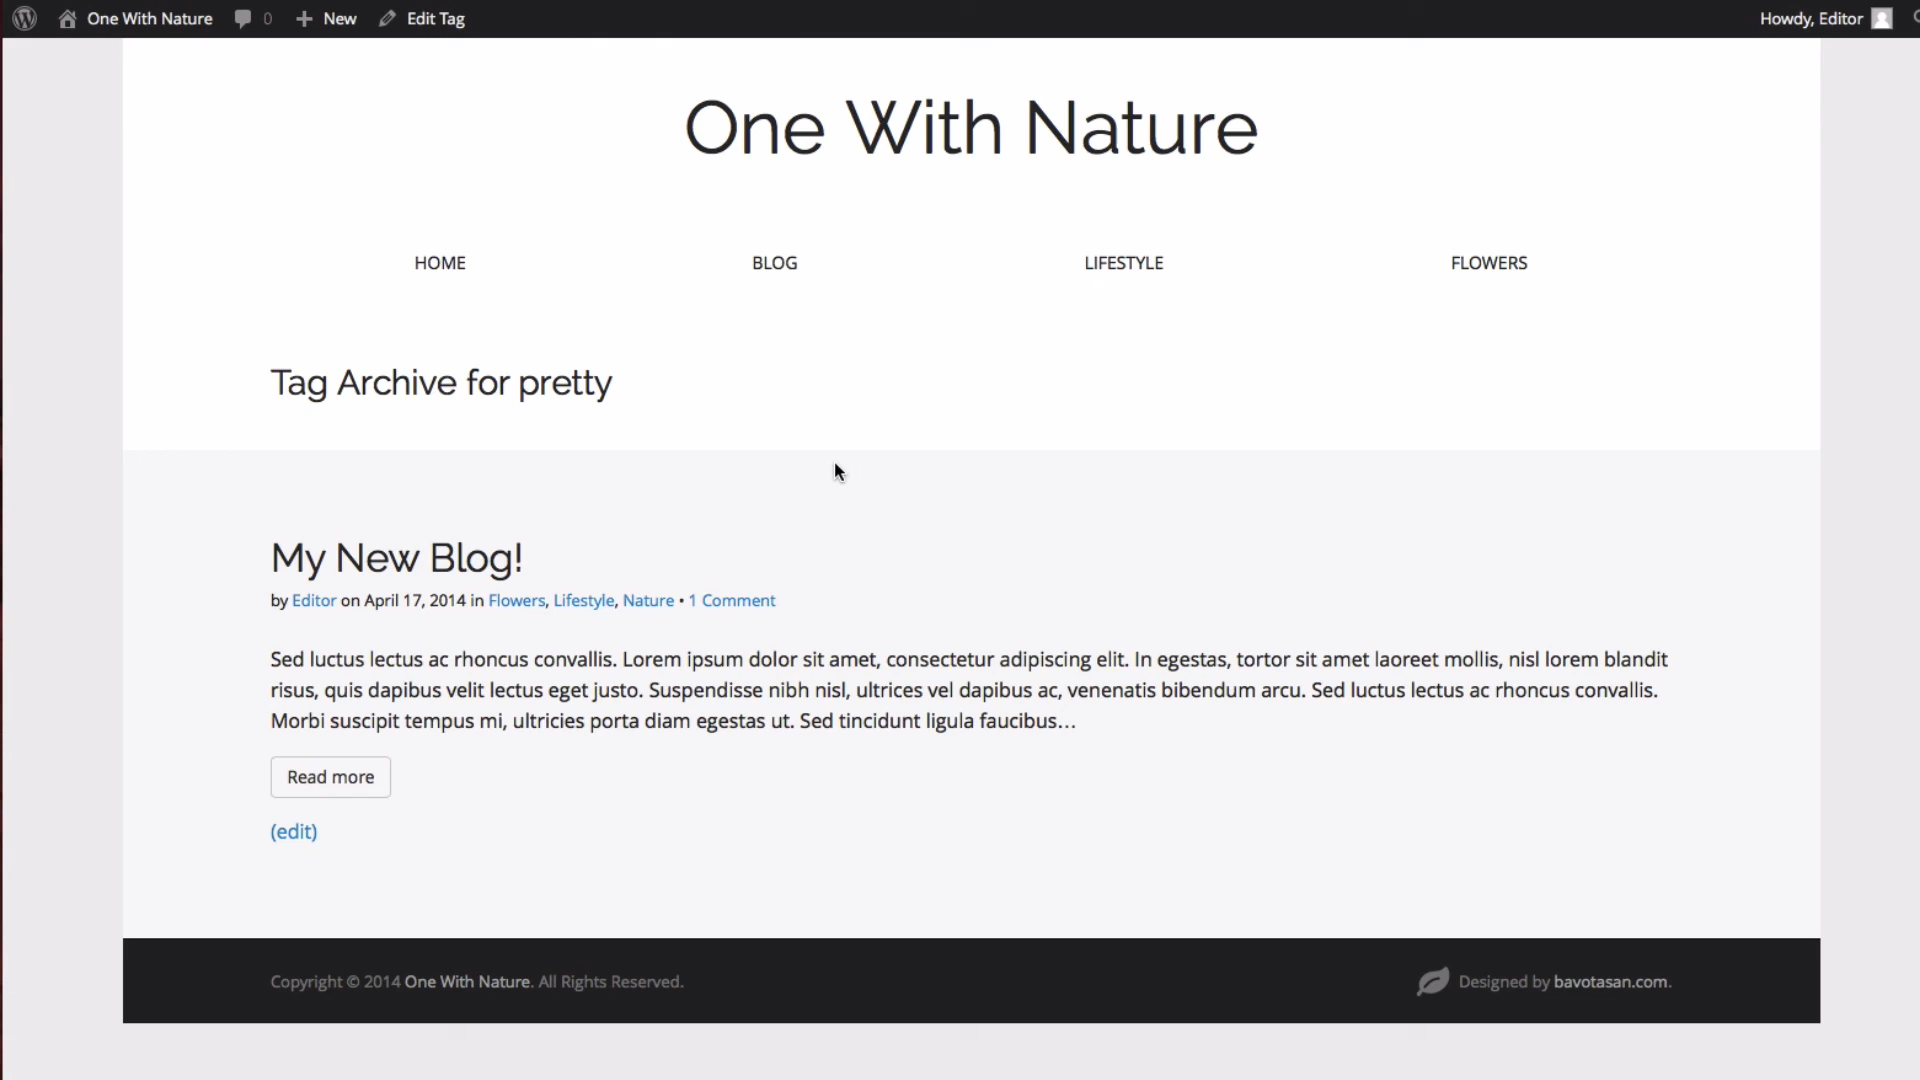 One With Nature 0 New Edit Tag Howdy, Editor
One With Nature
HOME BLOG LIFESTYLE FLOWERS
Tag Archive for pretty
My New Blog!
by Editor on April 17, 2014 in Flowers, Lifestyle, Nature • 1 Comment
Sed luctus lectus ac rhoncus convallis. Lorem ipsum dolor sit amet, consectetur adipiscing elit. In egestas, tortor sit amet laoreet mollis, nisl lorem blandit
risus, quis dapibus velit lectus eget justo. Suspendisse nibh nisl, ultrices vel dapibus ac, venenatis bibendum arcu. Sed luctus lectus ac rhoncus convallis.
Morbi suscipit tempus mi, ultricies porta diam egestas ut. Sed tincidunt ligula faucibus…
Read more
(edit)
Copyright © 2014 One With Nature. All Rights Reserved. Designed by bavotasan.com.